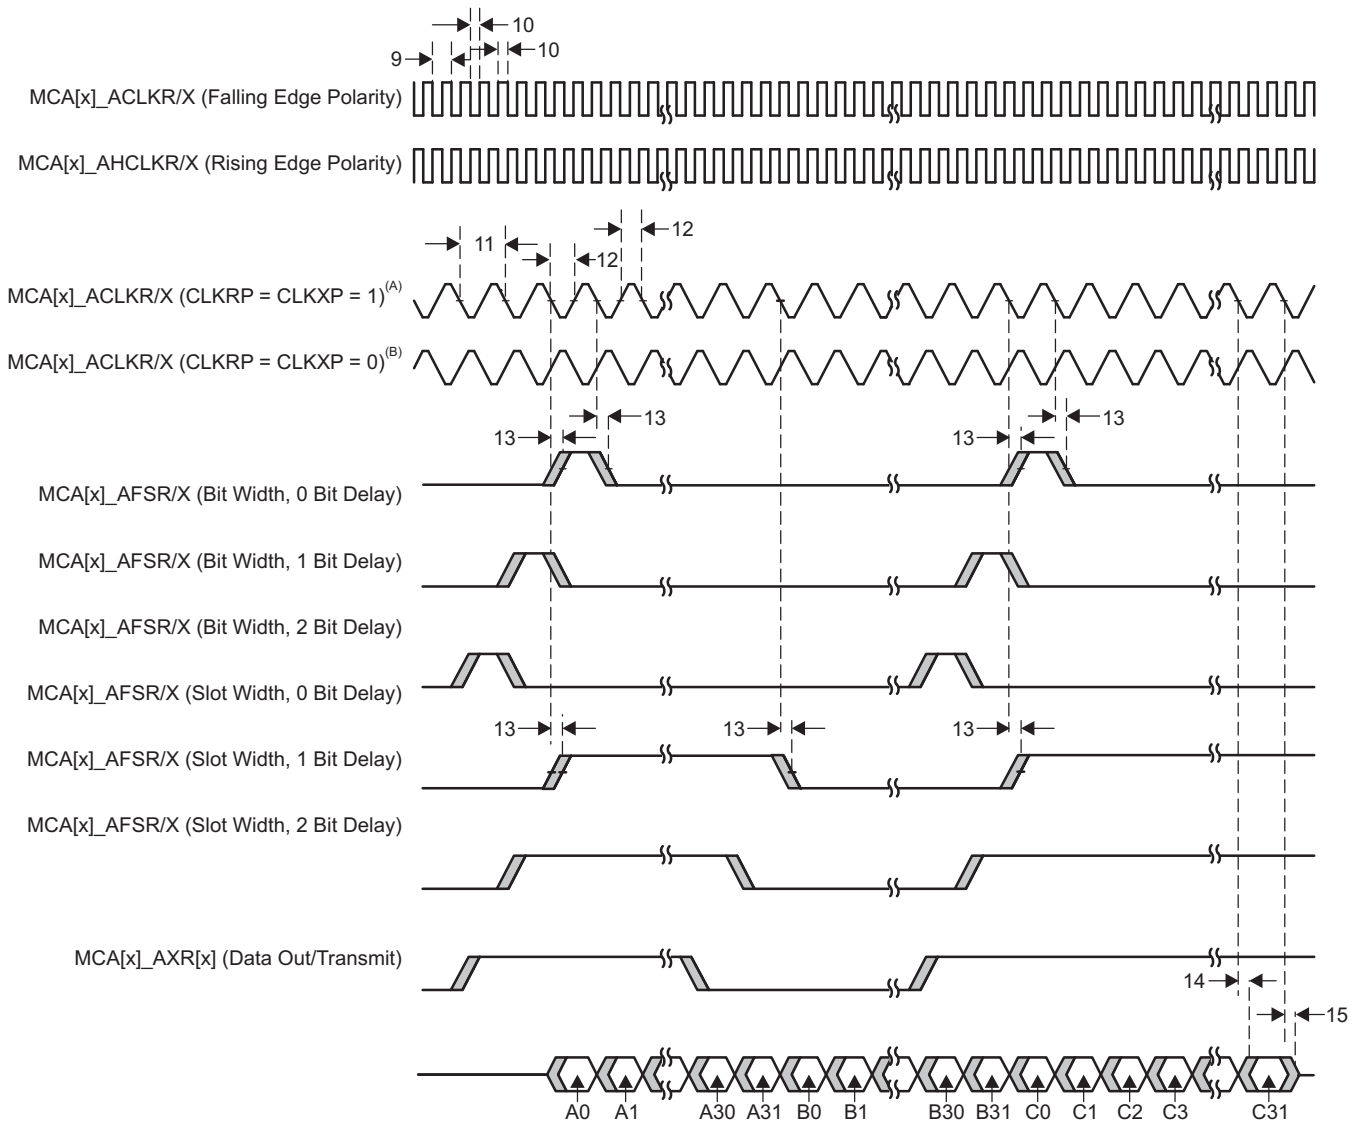 10
9 10
MCA[x]_ACLKR/X (Falling Edge Polarity)
MCA[x]_AHCLKR/X (Rising Edge Polarity)
12
11 12
MCA[x]_ACLKR/X (CLKRP = CLKXP = 1)(A)
MCA[x]_ACLKR/X (CLKRP = CLKXP = 0)(B)
13 13
13 13
MCA[x]_AFSR/X (Bit Width, 0 Bit Delay)
MCA[x]_AFSR/X (Bit Width, 1 Bit Delay)
MCA[x]_AFSR/X (Bit Width, 2 Bit Delay)
MCA[x]_AFSR/X (Slot Width, 0 Bit Delay)
13 13 13
MCA[x]_AFSR/X (Slot Width, 1 Bit Delay)
MCA[x]_AFSR/X (Slot Width, 2 Bit Delay)
MCA[x]_AXR[x] (Data Out/Transmit)
14
15
A0 A1 A30 A31 B0 B1 B30 B31 C0 C1 C2 C3 C31